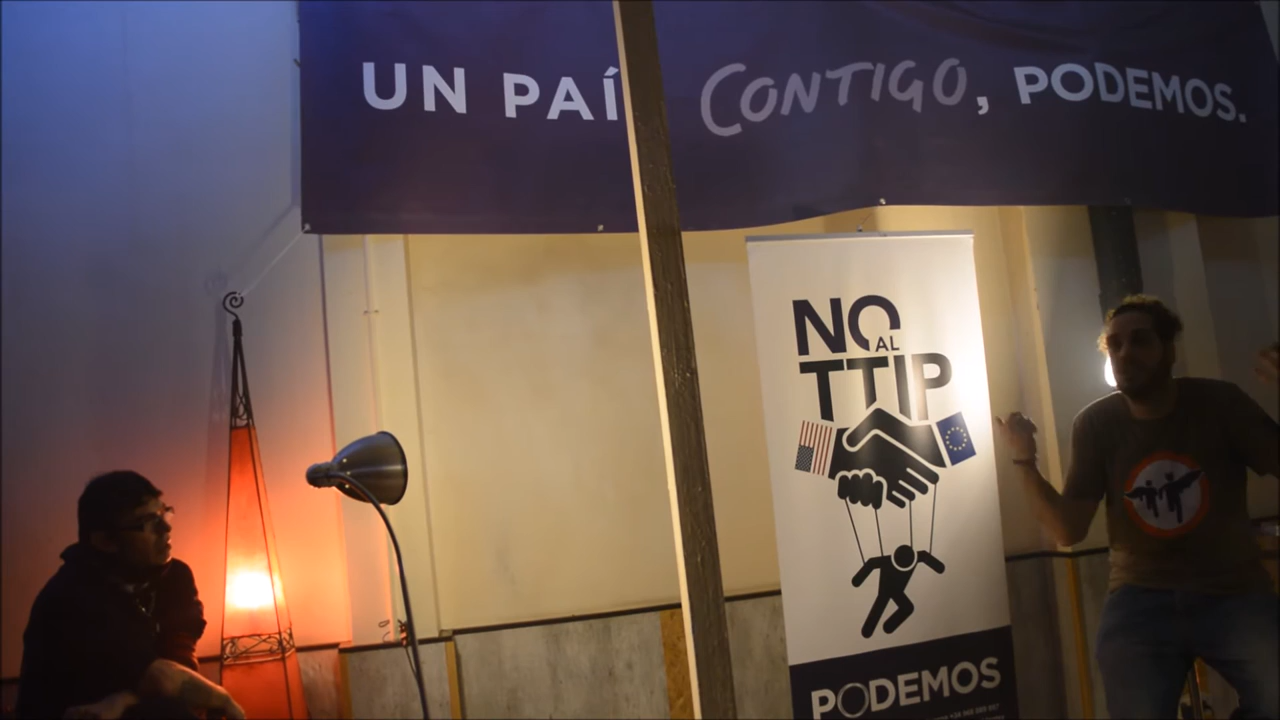 UN PAÍ CONTIGO, PODEMOS.
NO
AL
TTIP
PODEMOS